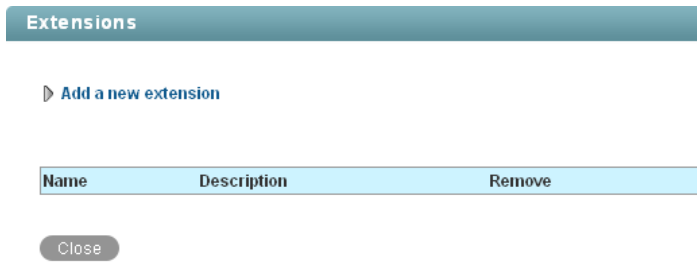 Extensions
Add a new extension
Name Description Remove
Close